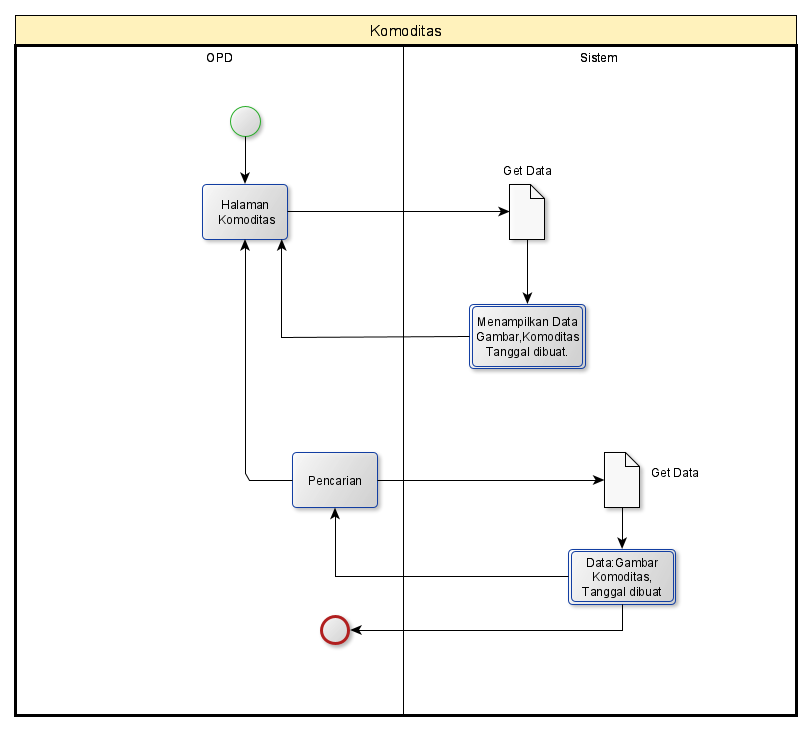 Komoditas
OPD
Sistem
Get Data
Halaman
Komoditas
Menampilkan Data
Gambar,Komoditas
Tanggal dibuat.
Pencarian
Get Data
Data:Gambar
Komoditas,
Tanggal dibuat